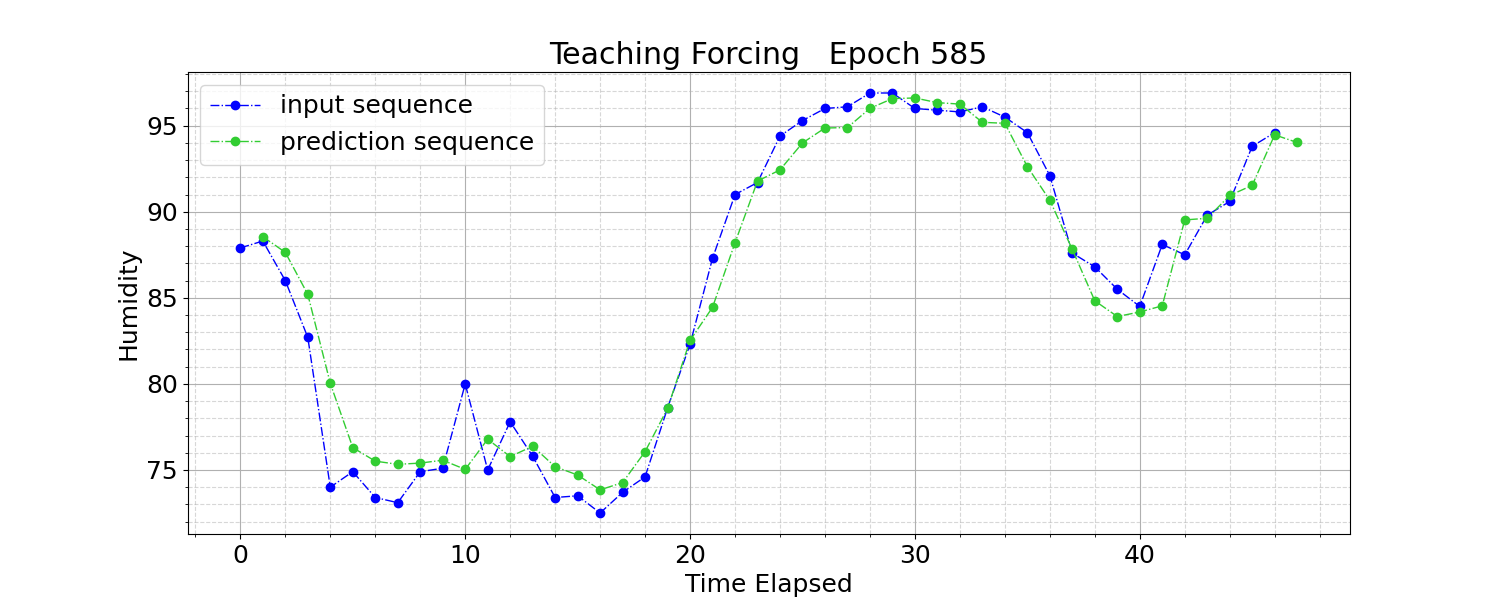 Teaching Forcing   Epoch 585
input sequence
prediction sequence
Humidity
95
90
85
80
75
0 10 20 30 40
Time Elapsed